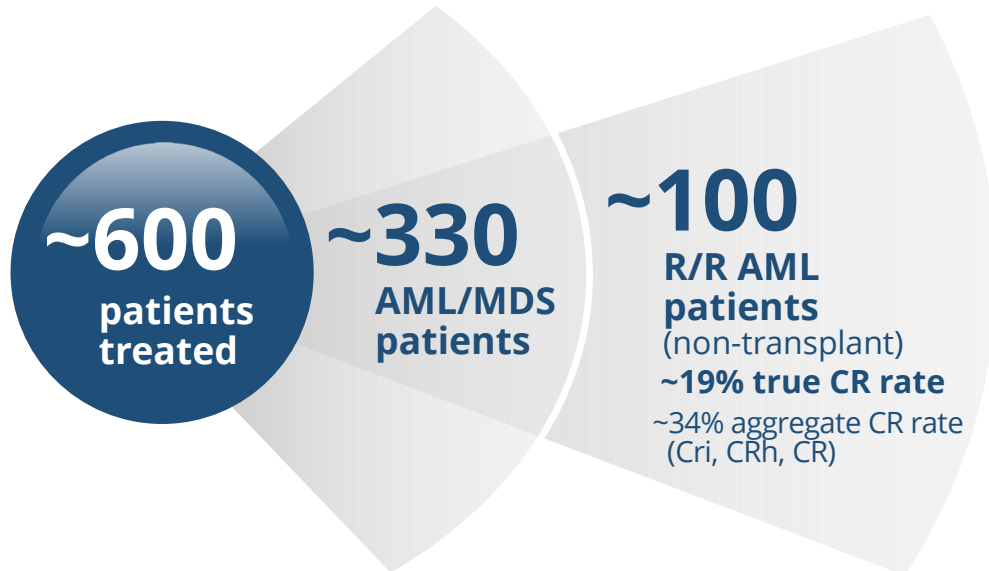 ~600
patients
treated
~330
AML/MDS
patients
~100
R/R AML
patients
(non-transplant)
~19% true CR rate
~34% aggregate CR rate
(Cri, CRh, CR)